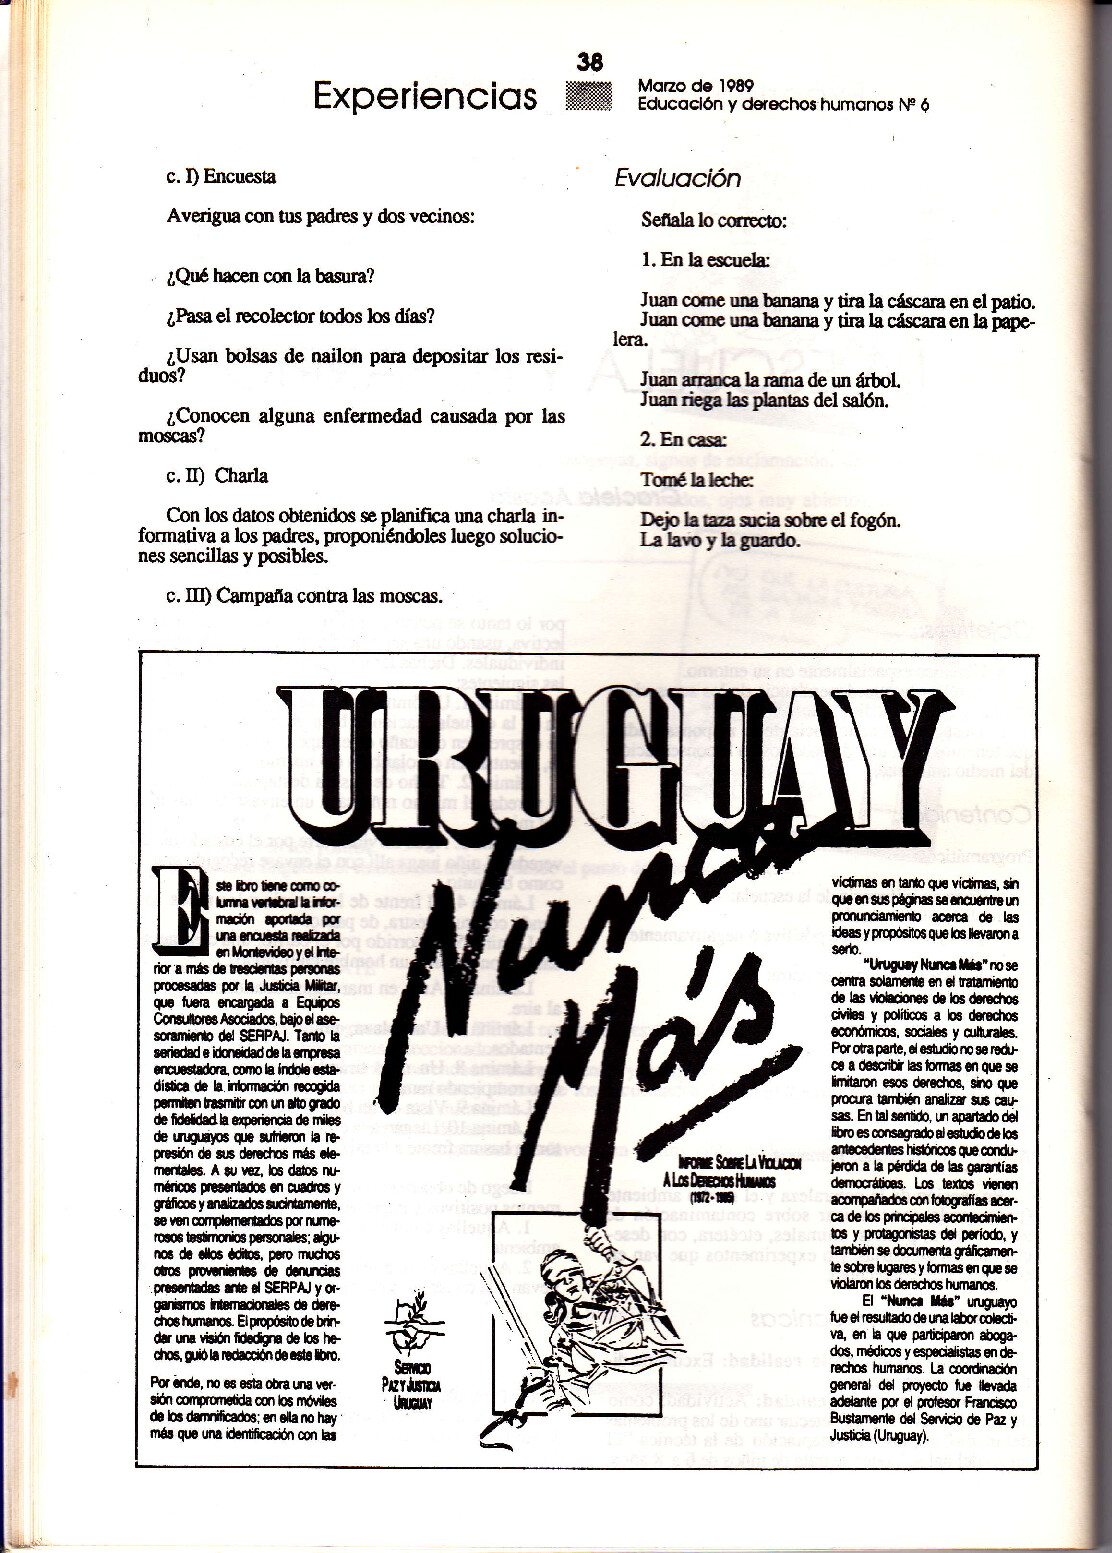 38
Experiencias
Marzo de 1989
Educación y derechos humanos Nº 6
c. I) Encuesta
Averigua con tus padres y dos vecinos:
¿Qué hacen con la basura?
¿Pasa el recolector todos los días?
¿Usan bolsas de nailon para depositar los resi-
duos?
¿Conocen alguna enfermedad causada por las
moscas?
c. II) Charla
Con los datos obtenidos se planifica una charla in-
formativa a los padres, proponiéndoles luego solucio-
nes sencillas y posibles.
c. III) Campaña contra las moscas.
Evaluación
Señala lo correcto:
1. En la escuela:
Juan come una banana y tira la cáscara en el patio.
Juan come una banana y tira la cáscara en la pape-
lera.
Juan arranca la rama de un árbol.
Juan riega las plantas del salón.
2. En casa:
Tomé la leche:
Dejo la taza sucia sobre el fogón.
La lavo y la guardo.
URUGUAY
Nunca
Más
INFORME SOBRE LA VIOLACION
A LOS DERECHOS HUMANOS
(1972-1985)
Este libro tiene como co-
lumna vertebral la infor-
mación aportada por
una encuesta realizada
en Montevideo y el Inte-
rior a más de trescientas personas
procesadas por la Justicia Militar,
que fuera encargada a Equipos
Consultores Asociados, bajo el ase-
soramiento del SERPAJ. Tanto la
seriedad e idoneidad de la empresa
encuestadora, como la índole esta-
dística de la información recogida
permiten trasmitir con un alto grado
de fidelidad la experiencia de miles
de uruguayos que sufrieron la re-
presión de sus derechos más ele-
mentales. A su vez, los datos nu-
méricos presentados en cuadros y
gráficos y analizados sucintamente,
se ven complementados por nume-
rosos testimonios personales; algu-
nos de ellos éditos, pero muchos
otros provenientes de denuncias
presentadas ante el SERPAJ y or-
ganismos internacionales de dere-
chos humanos. El propósito de brin-
dar una visión fidedigna de los he-
chos, guió la redacción de este libro.
Por ende, no es esta obra una ver-
sión comprometida con los móviles
de los damnificados; en ella no hay
más que una identificación con las
SERVICIO
PAZ Y JUSTICIA
URUGUAY
víctimas en tanto que víctimas, sin
que en sus páginas se encuentre un
pronunciamiento acerca de las
ideas y propósitos que los llevaron a
serlo.
"Uruguay Nunca Más" no se
centra solamente en el tratamiento
de las violaciones de los derechos
civiles y políticos a los derechos
económicos, sociales y culturales.
Por otra parte, el estudio no se redu-
ce a describir las formas en que se
limitaron esos derechos, sino que
procura también analizar sus cau-
sas. En tal sentido, un apartado del
libro es consagrado al estudio de los
antecedentes históricos que condu-
jeron a la pérdida de las garantías
democráticas. Los textos vienen
acompañados con fotografías acer-
ca de los principales acontecimien-
tos y protagonistas del período, y
también se documenta gráficamen-
te sobre lugares y formas en que se
violaron los derechos humanos.
El "Nunca Más" uruguayo
fue el resultado de una labor colecti-
va, en la que participaron aboga-
dos, médicos y especialistas en de-
rechos humanos. La coordinación
general del proyecto fue llevada
adelante por el profesor Francisco
Bustamente del Servicio de Paz y
Justicia (Uruguay).